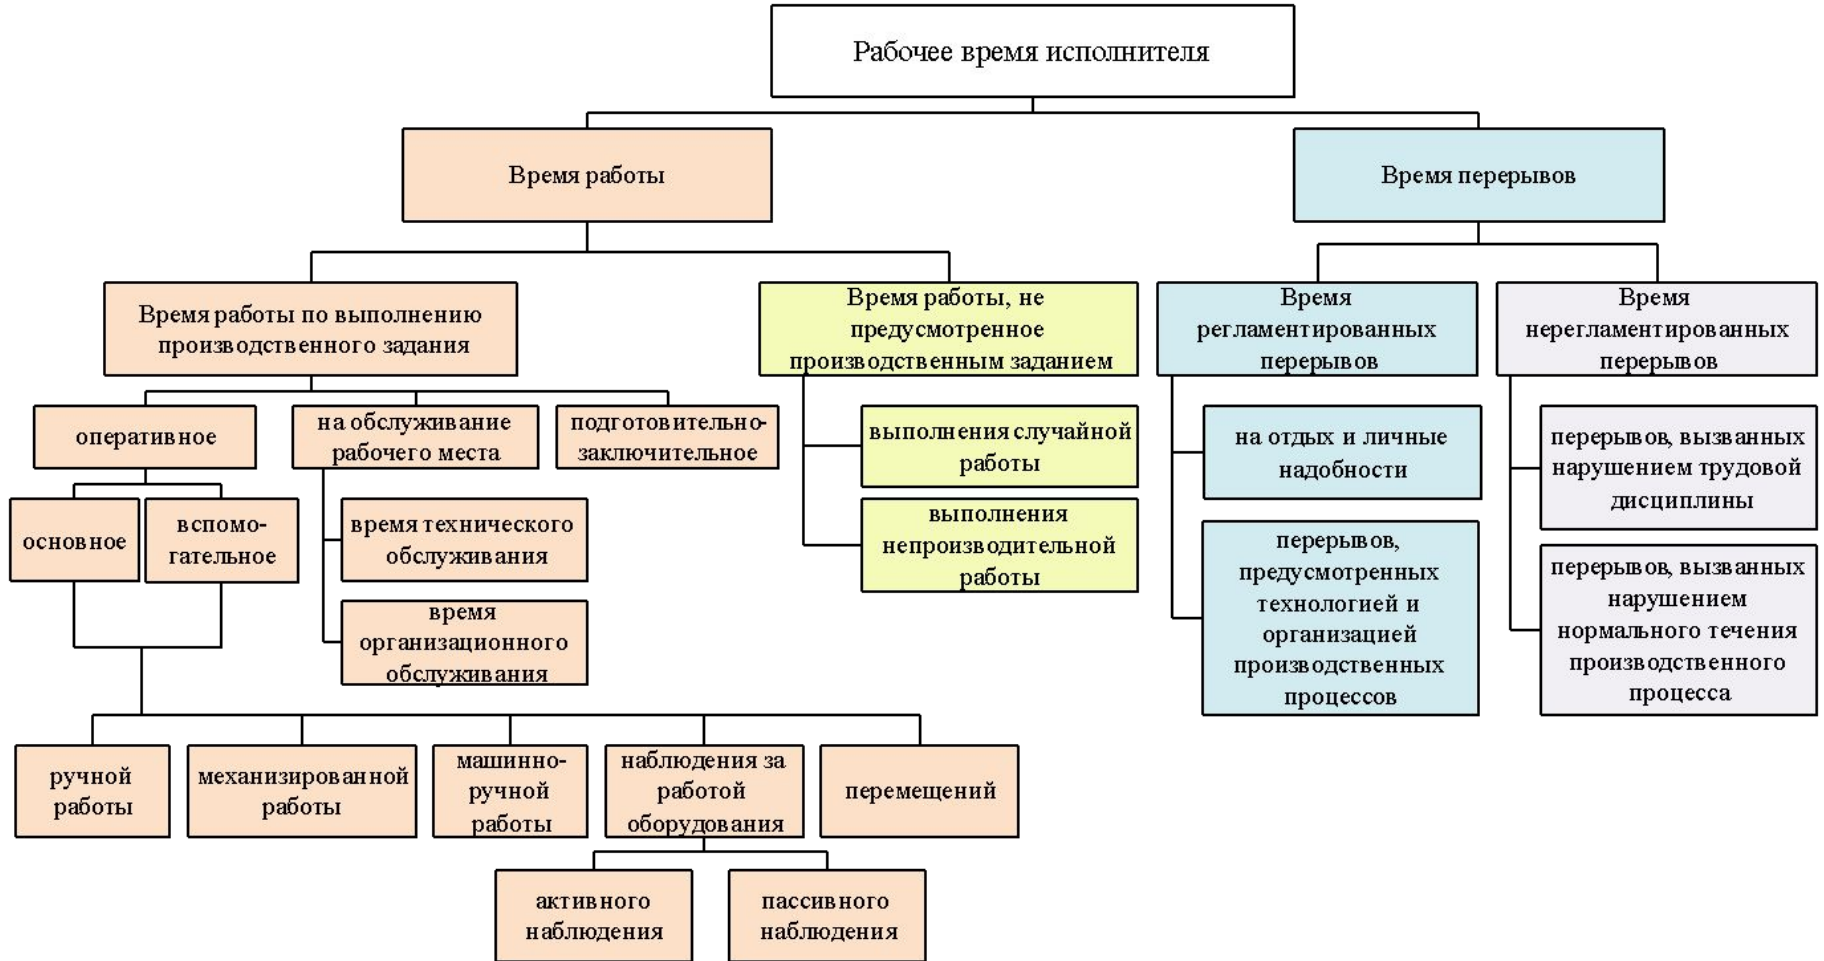 Рабочее время исполнителя
Время работы
Время перерывов
Время работы по выполнению
производственного задания
Время работы, не
предусмотренное
производственным заданием
Время
регламентированных
перерывов
Время
нерегламентированных
перерывов
оперативное
на обслуживание
рабочего места
подготовительно-
заключительное
выполнения случайной
работы
на отдых и личные
надобности
перерывов, вызванных
нарушением трудовой
дисциплины
основное
вспомо-
гательное
время технического
обслуживания
выполнения
непроизводительной
работы
перерывов,
предусмотренных
технологией и
организацией
производственных
процессов
перерывов, вызванных
нарушением
нормального течения
производственного
процесса
время
организационного
обслуживания
ручной
работы
механизированной
работы
машинно-
ручной
работы
наблюдения за
работой
оборудования
перемещений
активного
наблюдения
пассивного
наблюдения